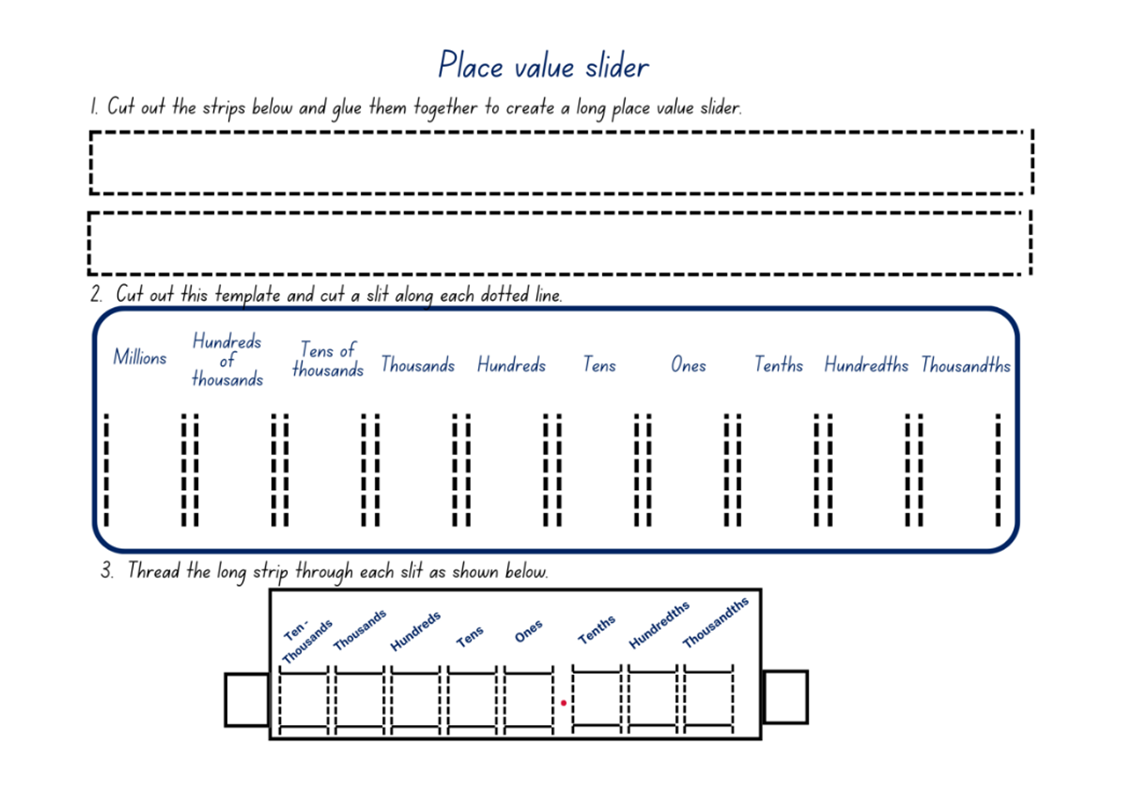 Place value slider
1. Cut out the strips below and glue them together to create a long place value slider.
2. Cut out this template and cut a slit along each dotted line.
Millions
Hundreds
of
thousands
Tens of
thousands
Thousands
Hundreds
Tens
Ones
Tenths
Hundredths
Thousandths
3. Thread the long strip through each slit as shown below.
Ten-
Thousands
Thousands
Hundreds
Tens
Ones
Tenths
Hundredths
Thousandths